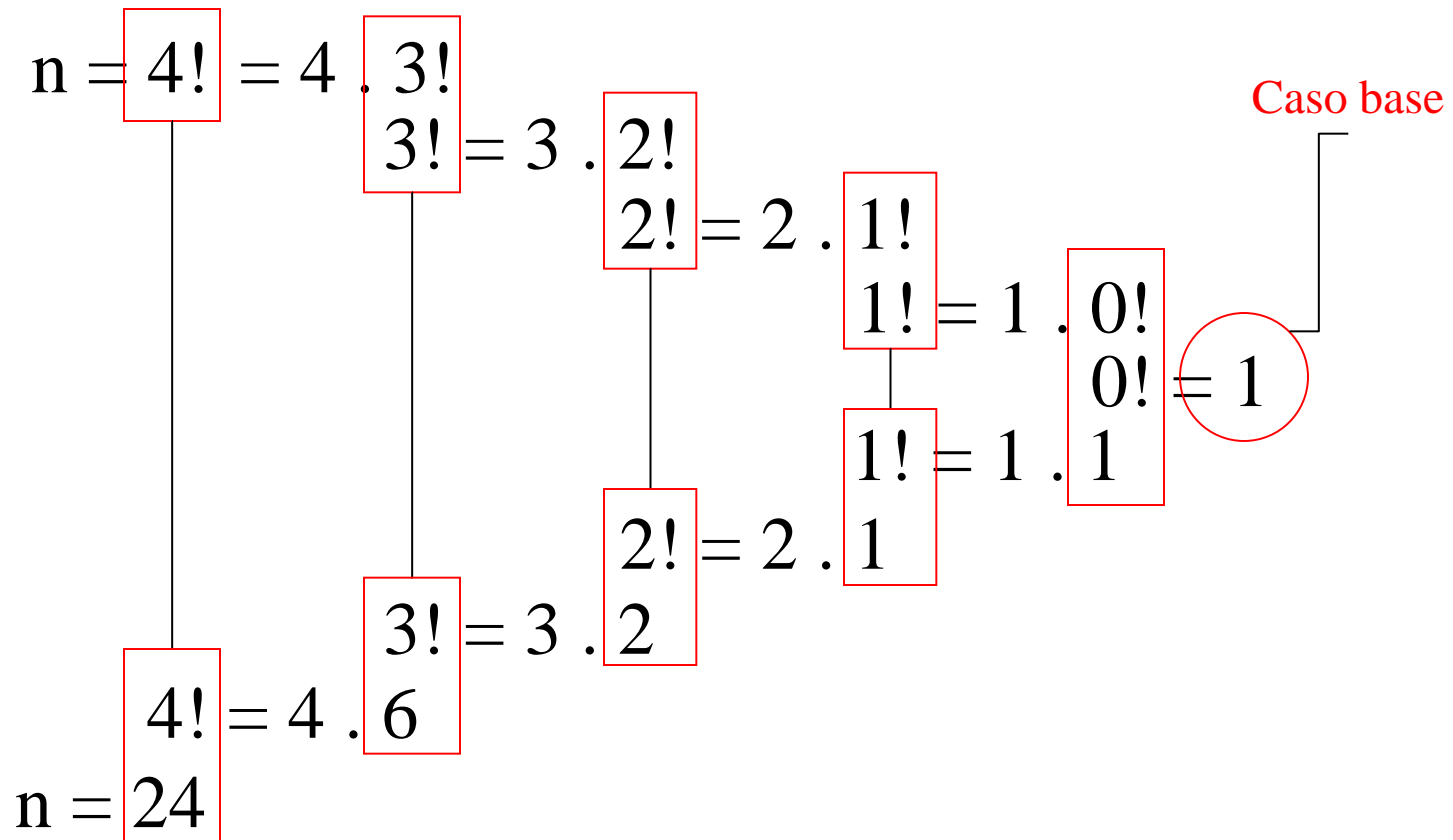 n = 4! = 4 . 3!
Caso base
3! = 3 . 2!
2! = 2 . 1!
1! = 1 . 0!
0! = 1
1! = 1 . 1
2! = 2 . 1
3! = 3 . 2
4! = 4 . 6
n = 24